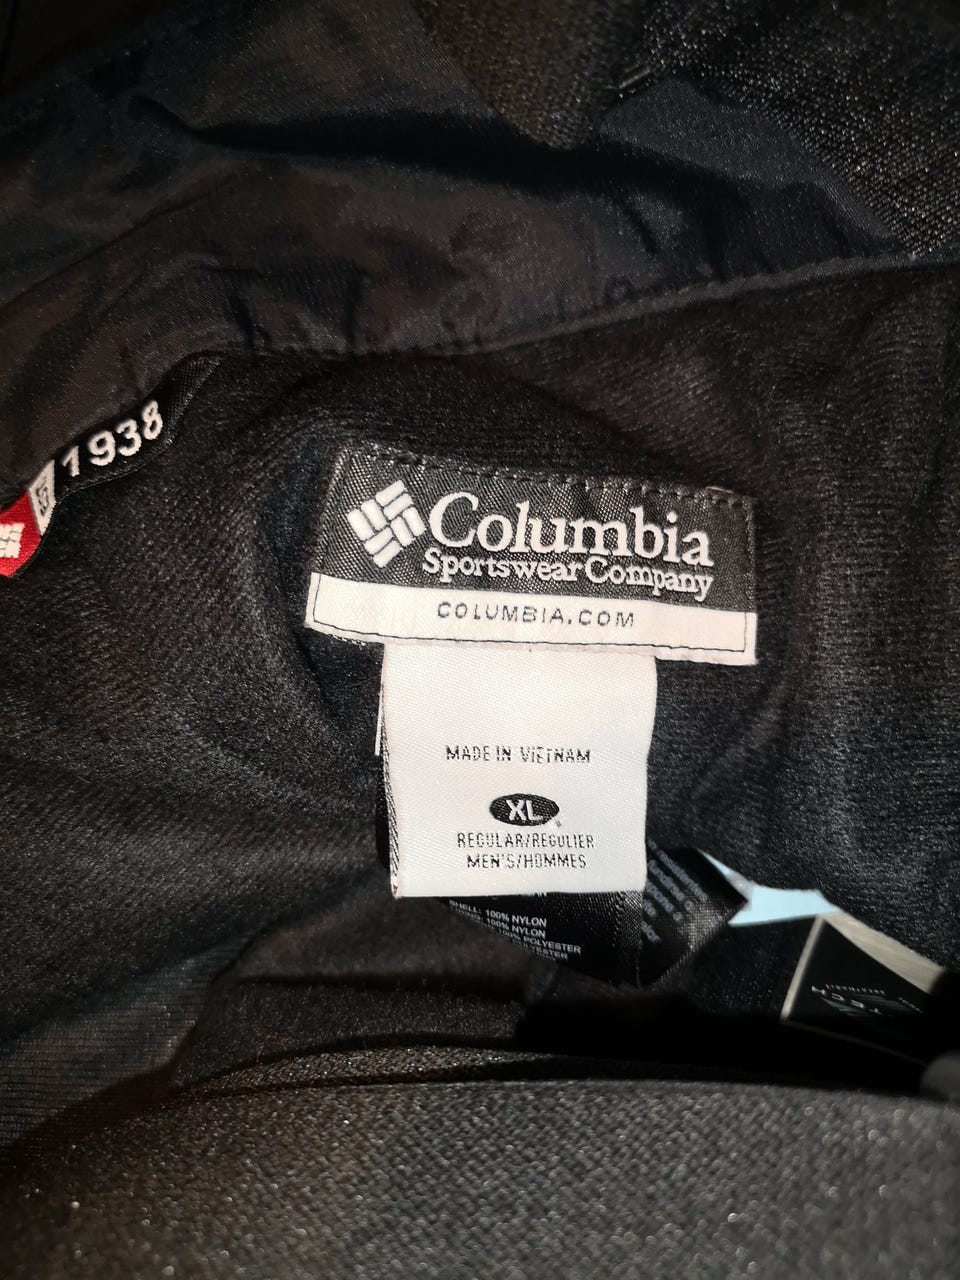 1938
Columbia
Sportswear Company
COLUMBIA.COM
MADE IN VIETNAM
XL
REGULAR/REGULIER
MEN'S/HOMMES
SHELL: 100% NYLON
100% NYLON
100% POLYESTER